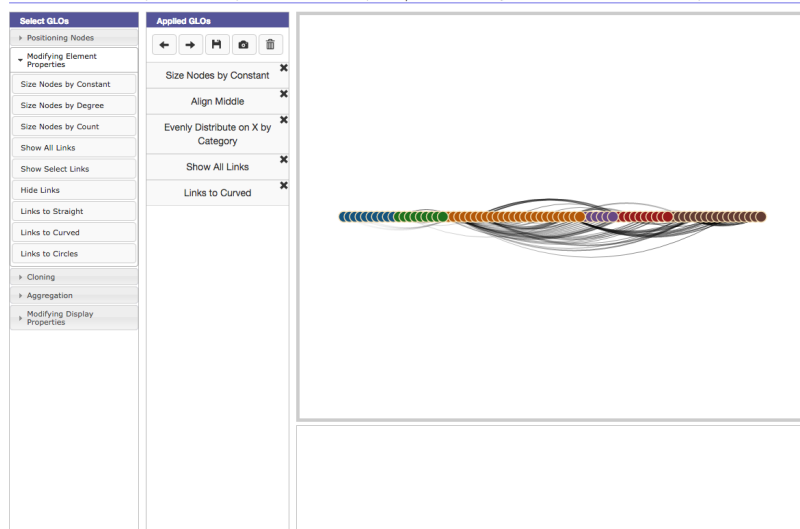 Select GLOs
Positioning Nodes
Modifying Element
Properties
Size Nodes by Constant
Size Nodes by Degree
Size Nodes by Count
Show All Links
Show Select Links
Hide Links
Links to Straight
Links to Curved
Links to Circles
Cloning
Aggregation
Modifying Display
Properties
Applied GLOs
Size Nodes by Constant
Align Middle
Evenly Distribute on X by
Category
Show All Links
Links to Curved